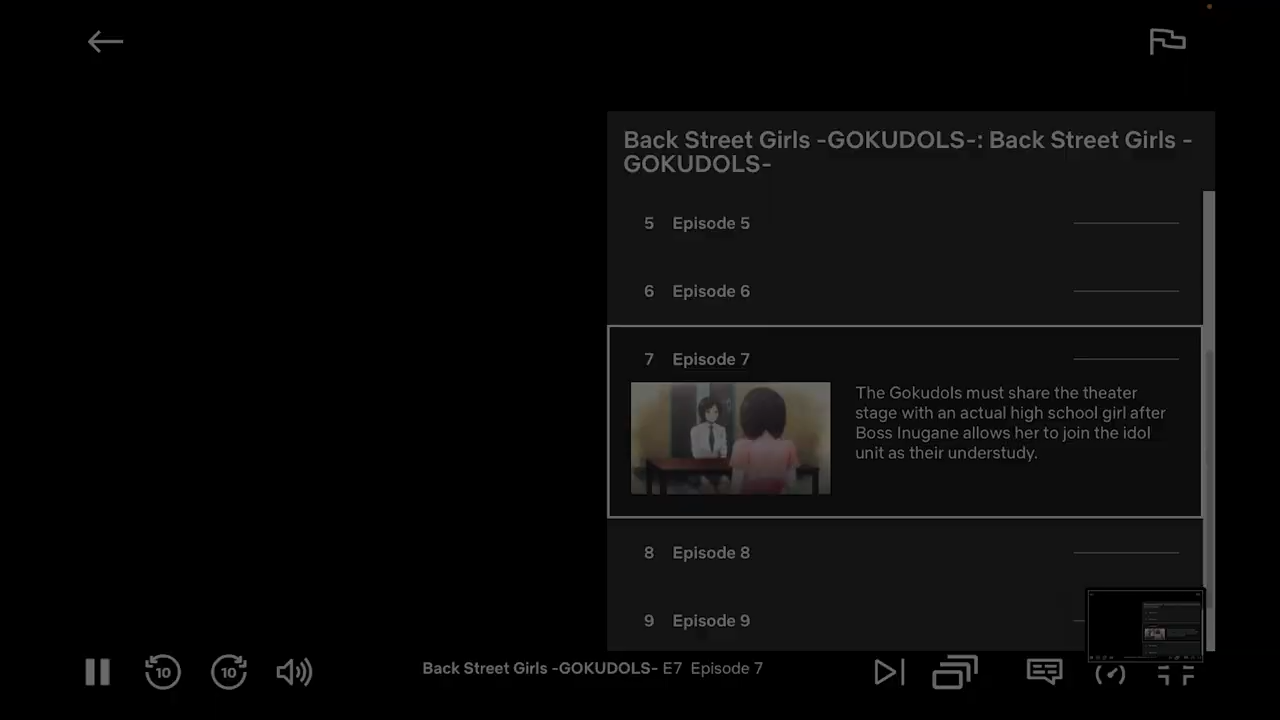 Back Street Girls -GOKUDOLS-: Back Street Girls -
GOKUDOLS-
5 Episode 5
6 Episode 6
7 Episode 7
The Gokudols must share the theater
stage with an actual high school girl after
Boss Inugane allows her to join the idol
unit as their understudy.
8 Episode 8
9 Episode 9
10
10
Back Street Girls -GOKUDOLS- E7 Episode 7